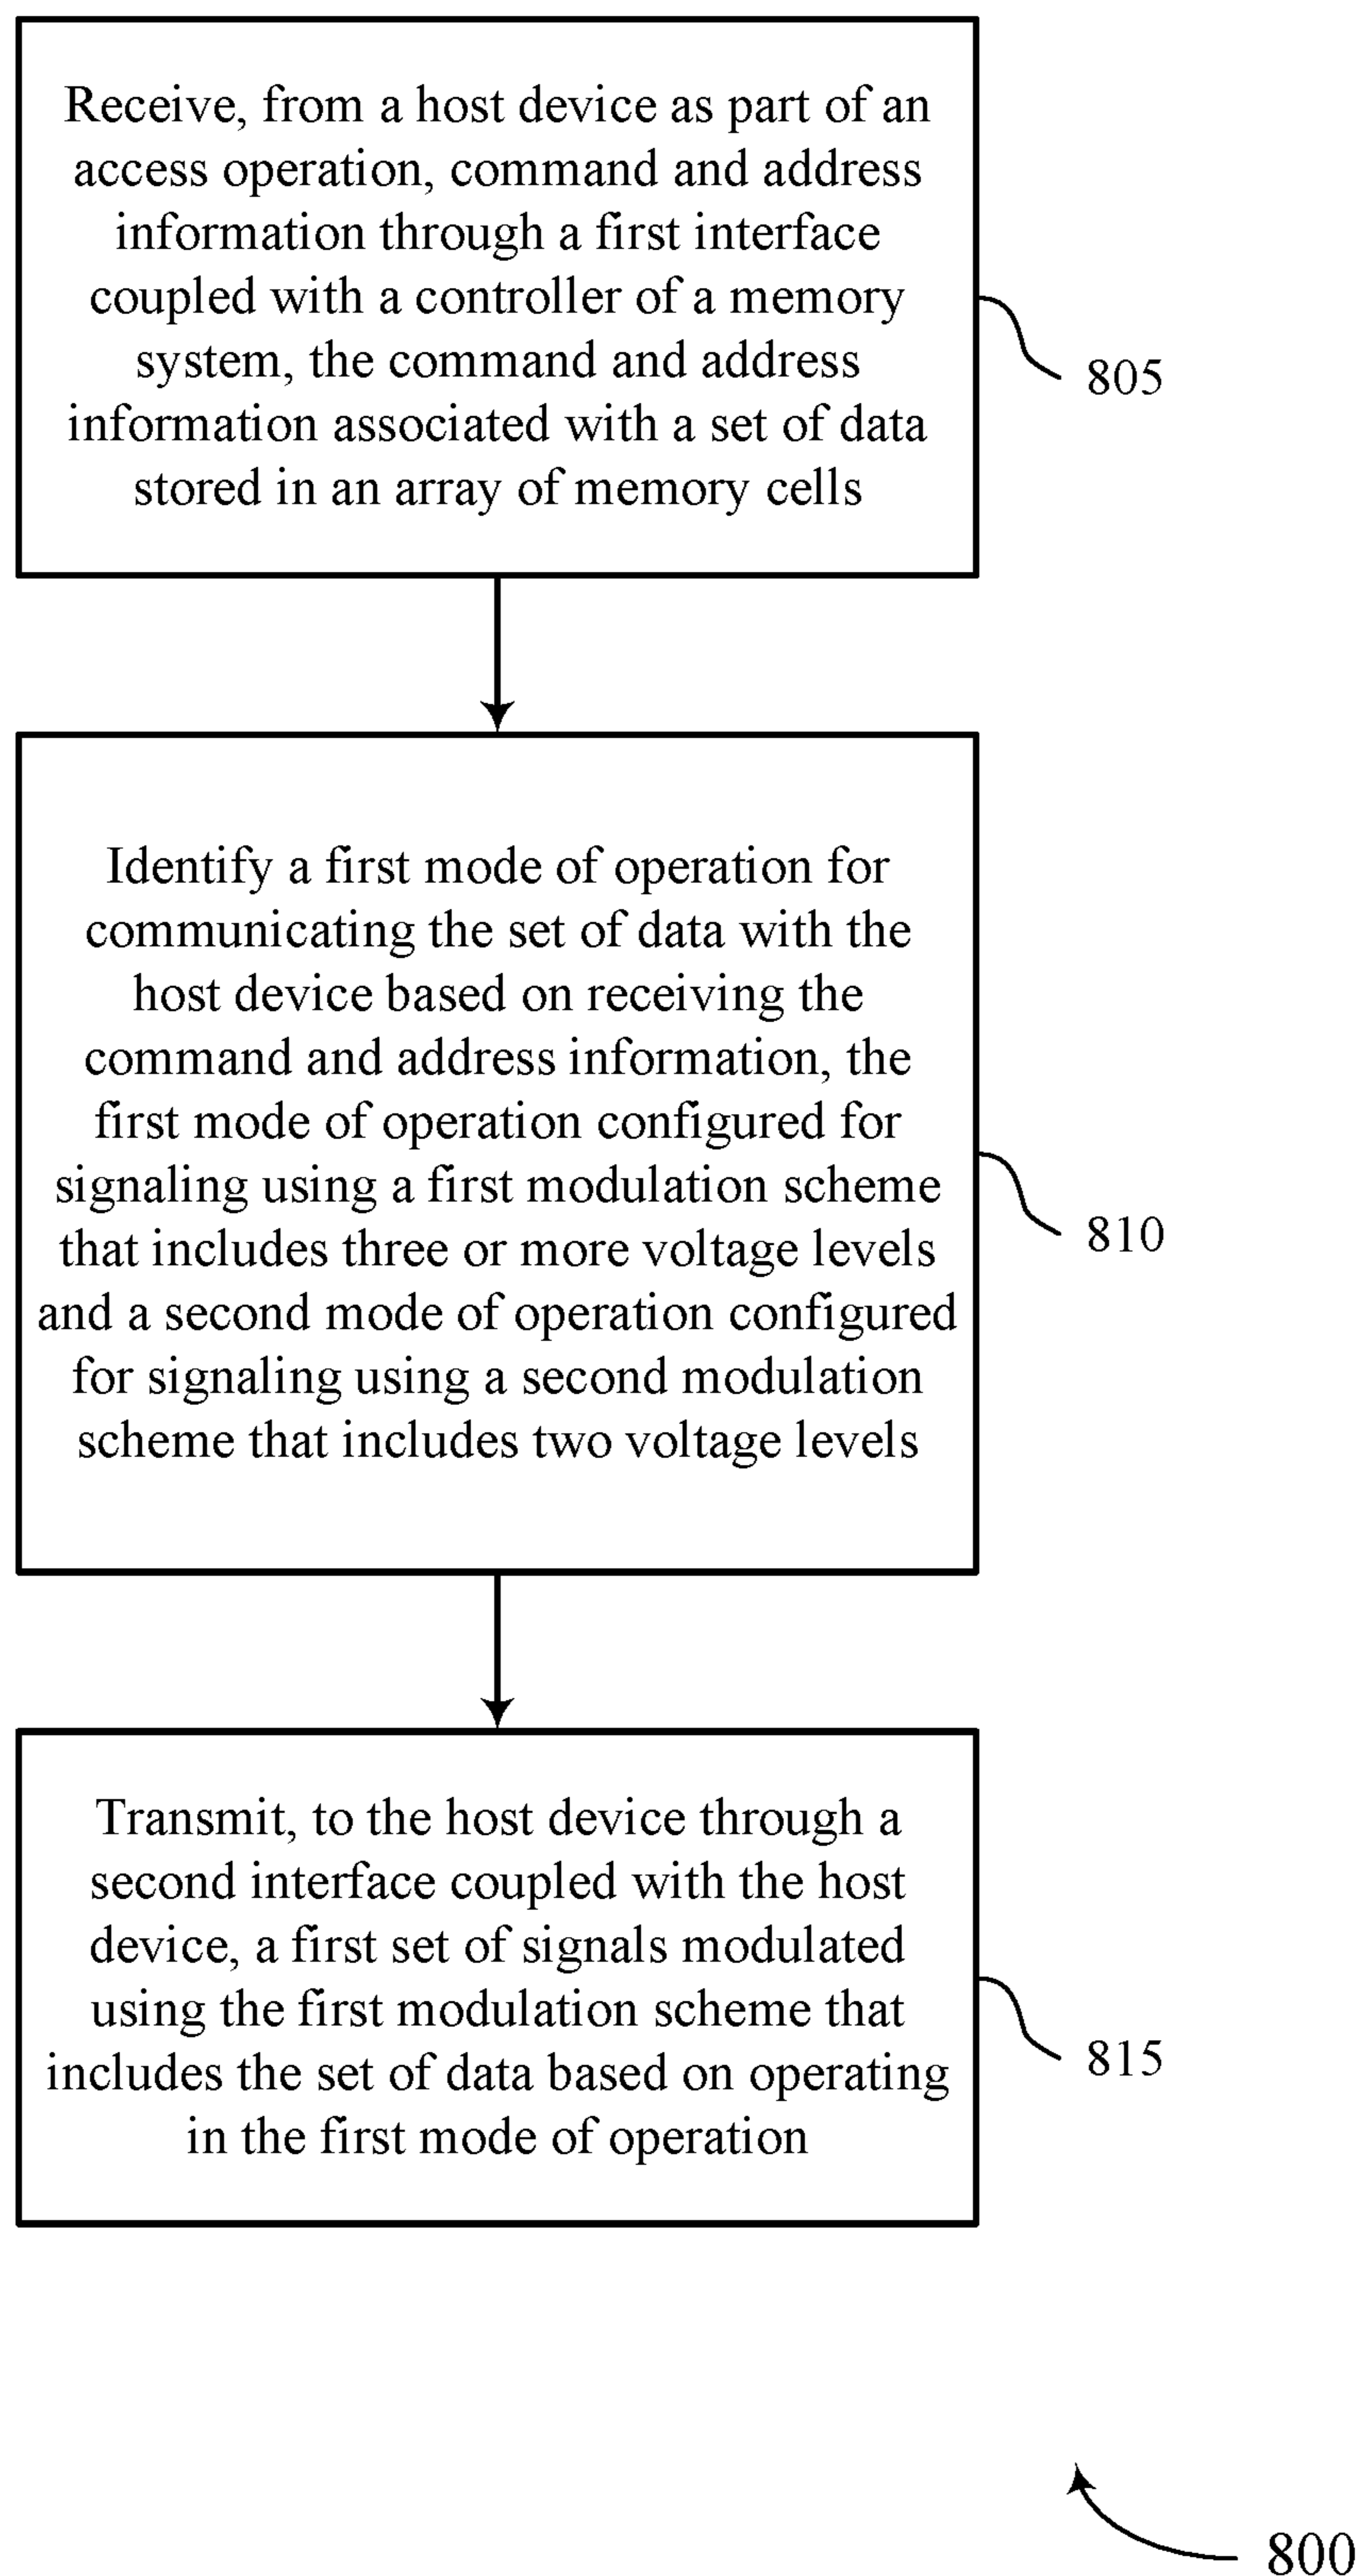 Receive, from a host device as part of an
access operation, command and address
information through a first interface
coupled with a controller of a memory
system, the command and address
information associated with a set of data
stored in an array of memory cells
805
Identify a first mode of operation for
communicating the set of data with the
host device based on receiving the
command and address information, the
first mode of operation configured for
signaling using a first modulation scheme
that includes three or more voltage levels
and a second mode of operation configured
for signaling using a second modulation
scheme that includes two voltage levels
810
Transmit, to the host device through a
second interface coupled with the host
device, a first set of signals modulated
using the first modulation scheme that
includes the set of data based on operating
in the first mode of operation
815
800